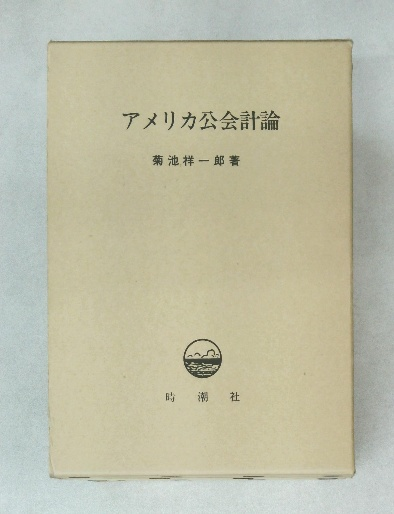 アメリカ公会計論
菊池祥一郎著
時潮社